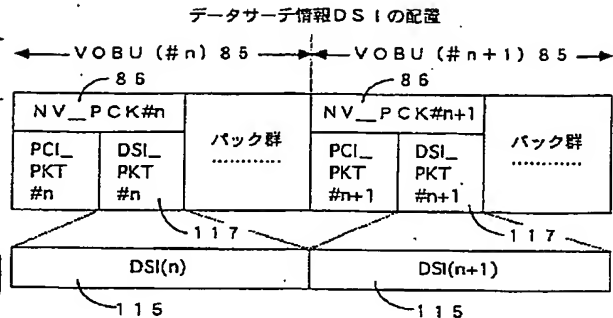 データサーチ情報DSIの配置
VOBU (#n) 85
VOBU (#n+1) 85
86
86
NV_PCK#n
パック群
…………
NV_PCK#n+1
パック群
…………
PCI_
PKT
#n
DSI_
PKT
#n
PCI_
PKT
#n+1
DSI_
PKT
#n+1
117
117
DSI(n)
DSI(n+1)
115
115